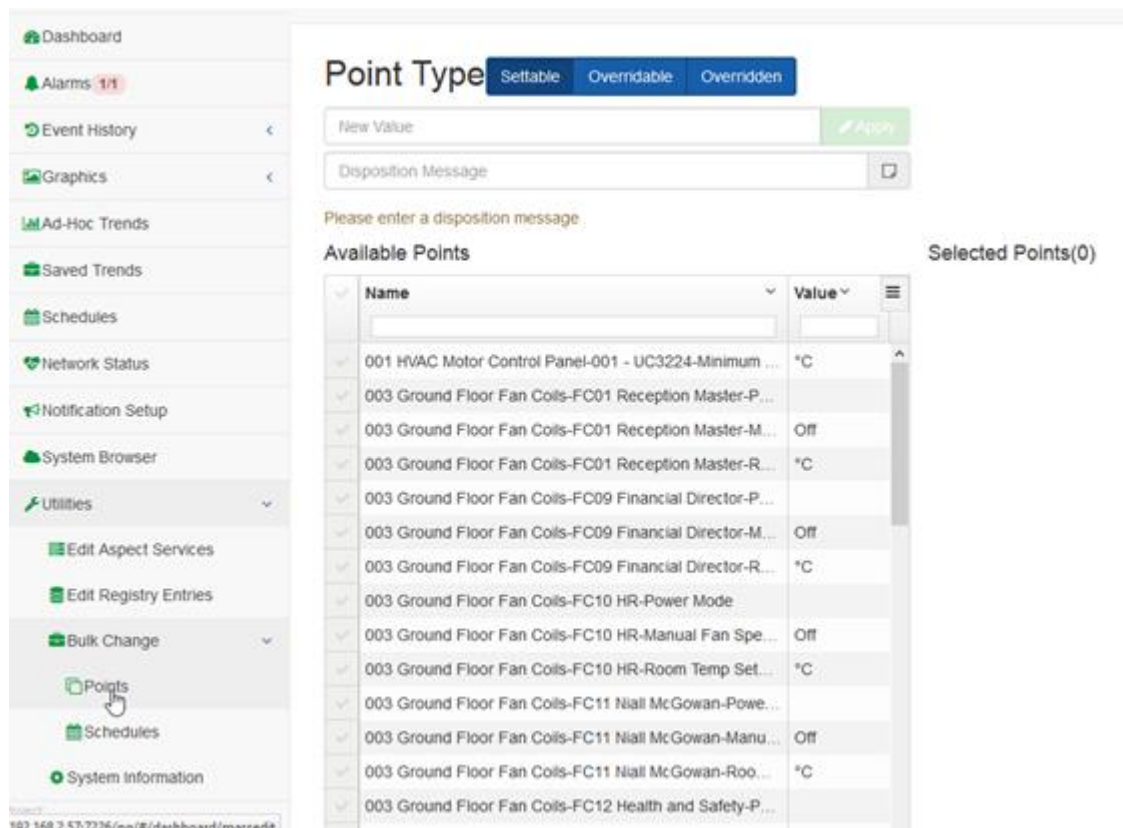 Dashboard
Alarms 1/1
Event History
Graphics
Ad-Hoc Trends
Saved Trends
Schedules
Network Status
Notification Setup
System Browser
Utilities
Edit Aspect Services
Edit Registry Entries
Bulk Change
Points
Schedules
System Information
Point Type Settable Overridable Overridden
New Value Apply
Disposition Message
Please enter a disposition message
Available Points
Selected Points(0)
Name Value
001 HVAC Motor Control Panel-001 - UC3224-Minimum ... °C
003 Ground Floor Fan Coils-FC01 Reception Master-P...
003 Ground Floor Fan Coils-FC01 Reception Master-M... Off
003 Ground Floor Fan Coils-FC01 Reception Master-R... °C
003 Ground Floor Fan Coils-FC09 Financial Director-P...
003 Ground Floor Fan Coils-FC09 Financial Director-M... Off
003 Ground Floor Fan Coils-FC09 Financial Director-R... °C
003 Ground Floor Fan Coils-FC10 HR-Power Mode
003 Ground Floor Fan Coils-FC10 HR-Manual Fan Spe... Off
003 Ground Floor Fan Coils-FC10 HR-Room Temp Set... °C
003 Ground Floor Fan Coils-FC11 Niall McGowan-Powe...
003 Ground Floor Fan Coils-FC11 Niall McGowan-Manu... Off
003 Ground Floor Fan Coils-FC11 Niall McGowan-Roo... °C
003 Ground Floor Fan Coils-FC12 Health and Safety-P...